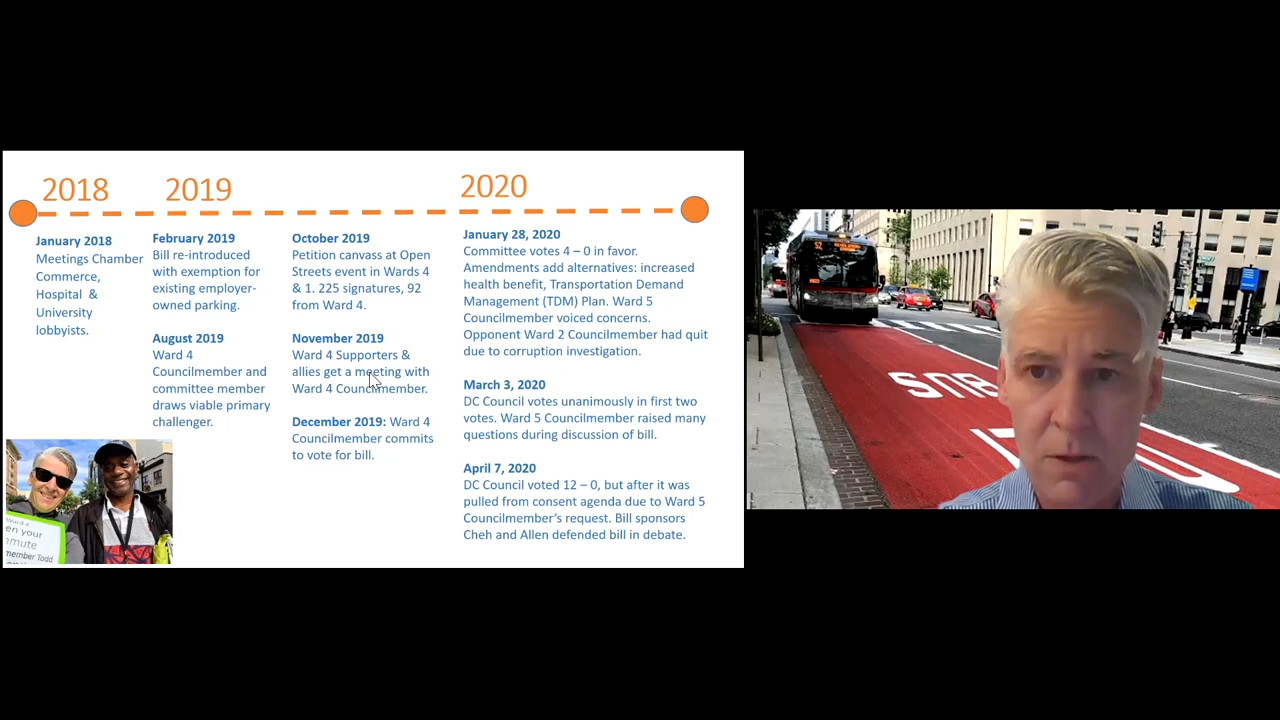 2018
2019
2020
January 2018
Meetings Chamber
Commerce,
Hospital &
University
lobbyists.
February 2019
Bill re-introduced
with exemption for
existing employer-
owned parking.
August 2019
Ward 4
Councilmember and
committee member
draws viable primary
challenger.
October 2019
Petition canvass at Open
Streets event in Wards 4
& 1. 225 signatures, 92
from Ward 4.
November 2019
Ward 4 Supporters &
allies get a meeting with
Ward 4 Councilmember.
December 2019: Ward 4
Councilmember commits
to vote for bill.
January 28, 2020
Committee votes 4 – 0 in favor.
Amendments add alternatives: increased
health benefit, Transportation Demand
Management (TDM) Plan. Ward 5
Councilmember voiced concerns.
Opponent Ward 2 Councilmember had quit
due to corruption investigation.
March 3, 2020
DC Council votes unanimously in first two
votes. Ward 5 Councilmember raised many
questions during discussion of bill.
April 7, 2020
DC Council voted 12 – 0, but after it was
pulled from consent agenda due to Ward 5
Councilmember's request. Bill sponsors
Cheh and Allen defended bill in debate.
Ward 4
en your
mmute
member Todd
S2
BUS